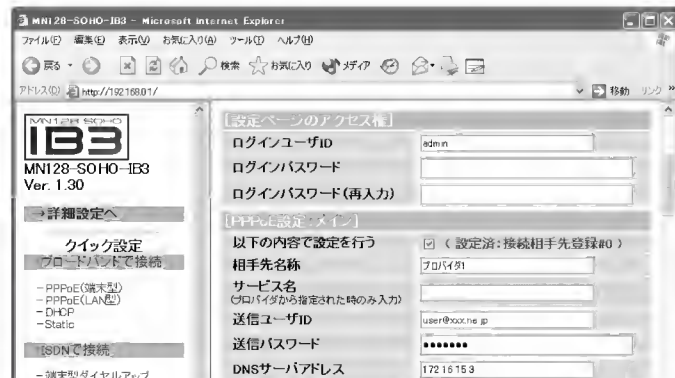 MN128-SOHO-IB3 - Microsoft Internet Explorer
ファイル(F) 編集(E) 表示(V) お気に入り(A) ツール(T) ヘルプ(H)
戻る 検索 お気に入り メディア
アドレス(D) http://192.168.0.1/ 移動 リンク »
MN128 SOHO
IB3
MN128-SOHO-IB3
Ver. 1.30
→詳細設定へ
クイック設定
ブロードバンドで接続
-PPPoE(端末型)
-PPPoE(LAN型)
-DHCP
-Static
ISDNで接続
-端末型ダイヤルアップ
[設定ページのアクセス権]
ログインユーザID admin
ログインパスワード
ログインパスワード(再入力)
[PPPoE設定:メイン]
以下の内容で設定を行う ☑ ( 設定済:接続相手先登録#0 )
相手先名称 プロバイダ1
サービス名
(プロバイダから指定された時のみ入力)
送信ユーザID user@xxx.ne.jp
送信パスワード ●●●●●●●
DNSサーバアドレス 172.16.15.3